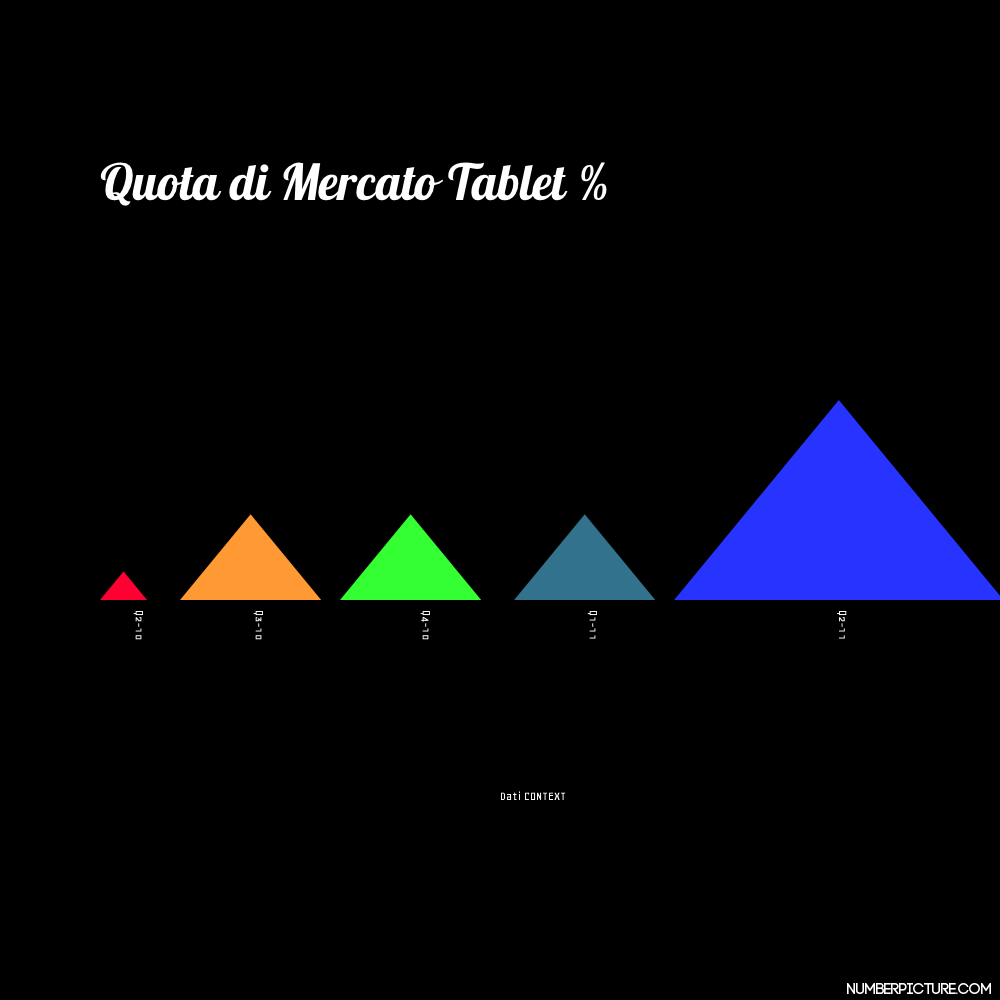 Quota di Mercato Tablet %
Q2-10
Q3-10
Q4-10
Q1-11
Q2-11
Dati CONTEXT
NUMBERPICTURE.COM